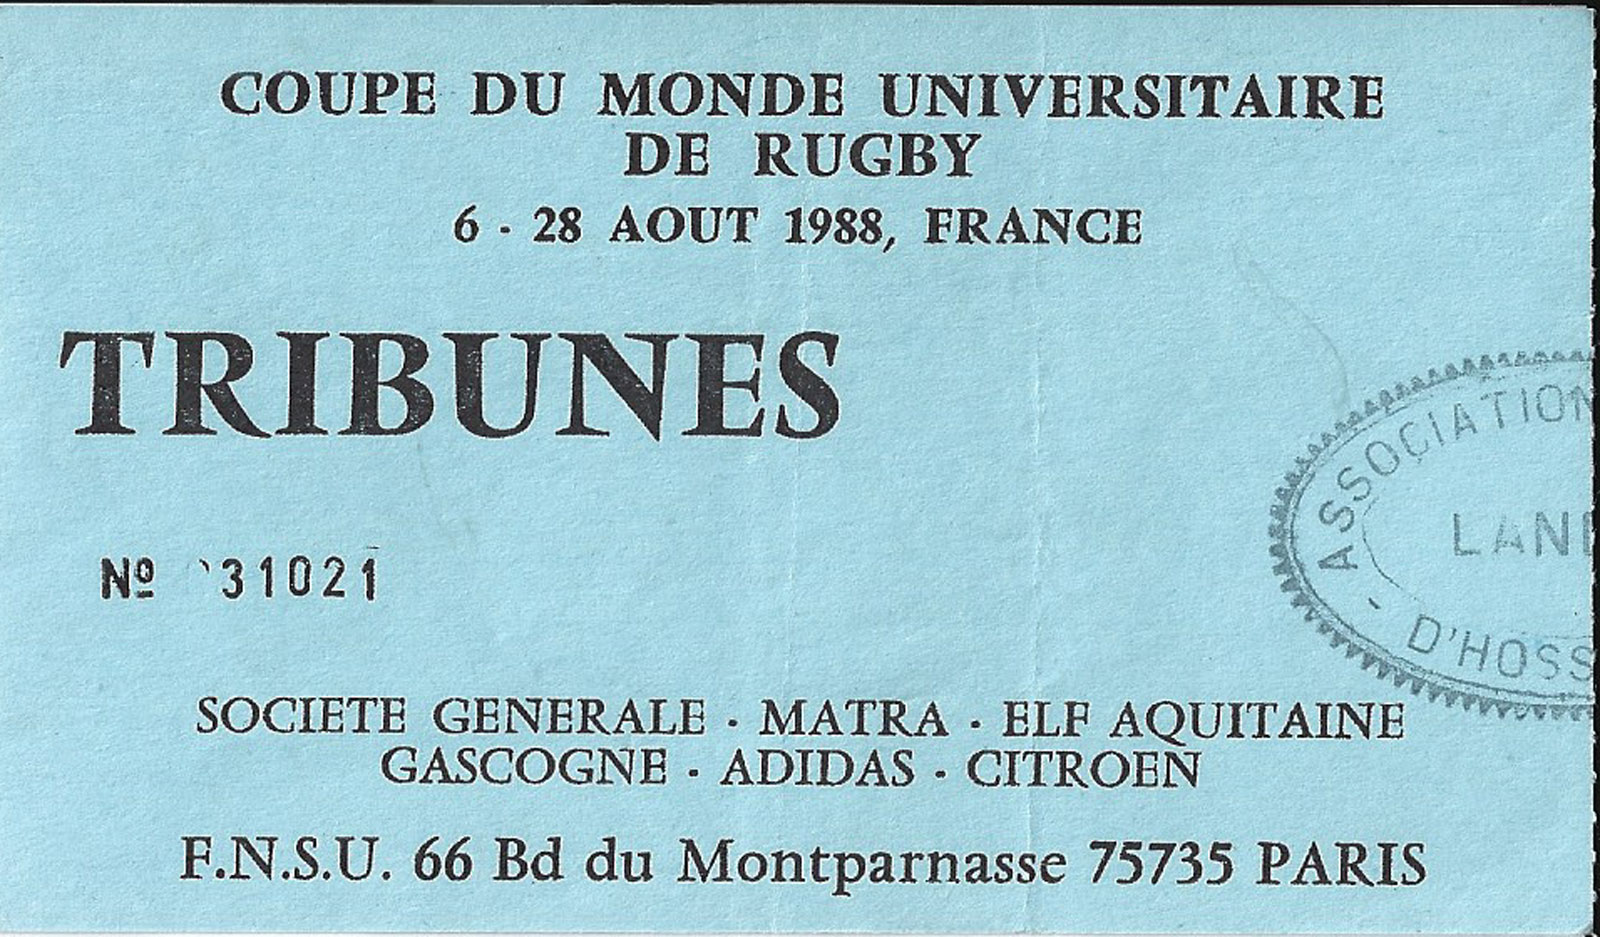 COUPE DU MONDE UNIVERSITAIRE
DE RUGBY
6 - 28 AOUT 1988, FRANCE
TRIBUNES
Nº 31021
ASSOCIATION
LAND
- D'HOSS
SOCIETE GENERALE - MATRA - ELF AQUITAINE
GASCOGNE - ADIDAS - CITROEN
F.N.S.U. 66 Bd du Montparnasse 75735 PARIS